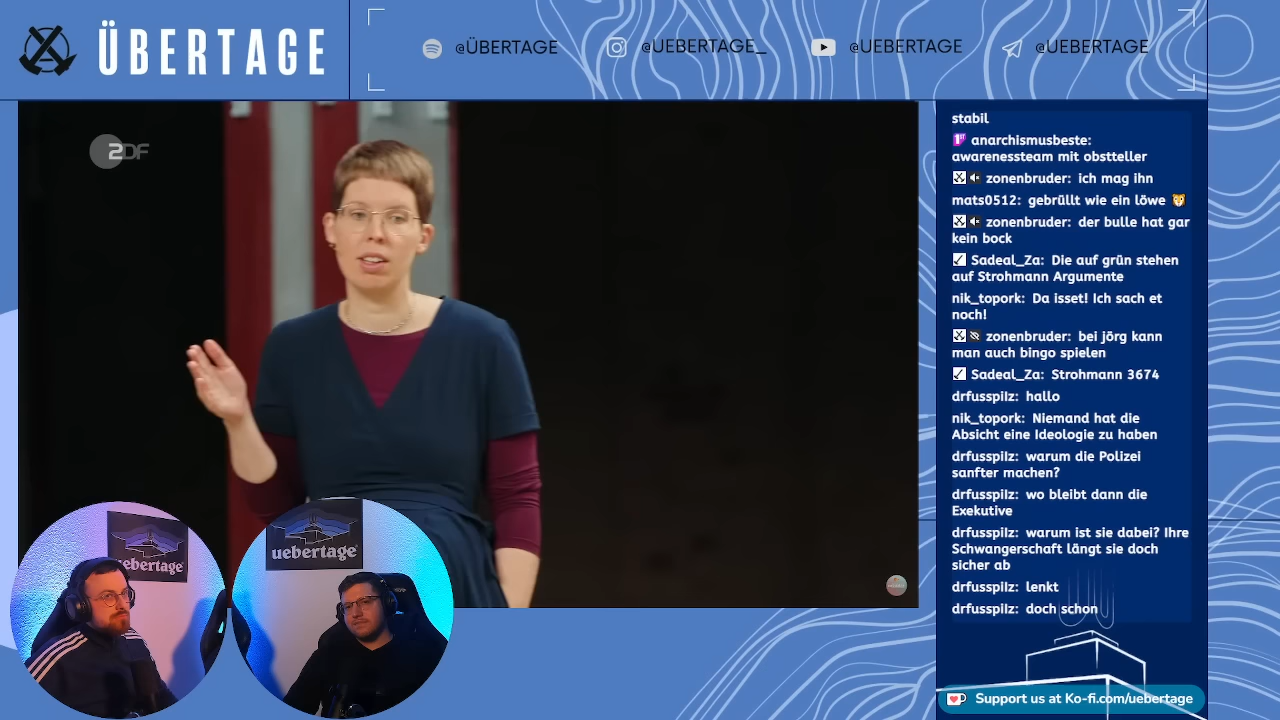 ÜBERTAGE
@ÜBERTAGE
@UEBERTAGE_
@UEBERTAGE
@UEBERTAGE
2DF
stabil
anarchismusbeste:
awarenessteam mit obstteller
zonenbruder: ich mag ihn
mats0512: gebrüllt wie ein löwe 🐯
zonenbruder: der bulle hat gar
kein bock
Sadeal_Za: Die auf grün stehen
auf Strohmann Argumente
nik_topork: Da isset! Ich sach et
noch!
zonenbruder: bei jörg kann
man auch bingo spielen
Sadeal_Za: Strohmann 3674
drfusspilz: hallo
nik_topork: Niemand hat die
Absicht eine Ideologie zu haben
drfusspilz: warum die Polizei
sanfter machen?
drfusspilz: wo bleibt dann die
Exekutive
drfusspilz: warum ist sie dabei? Ihre
Schwangerschaft längt sie doch
sicher ab
drfusspilz: lenkt
drfusspilz: doch schon
uebertage
uebertage
Support us at Ko-fi.com/uebertage